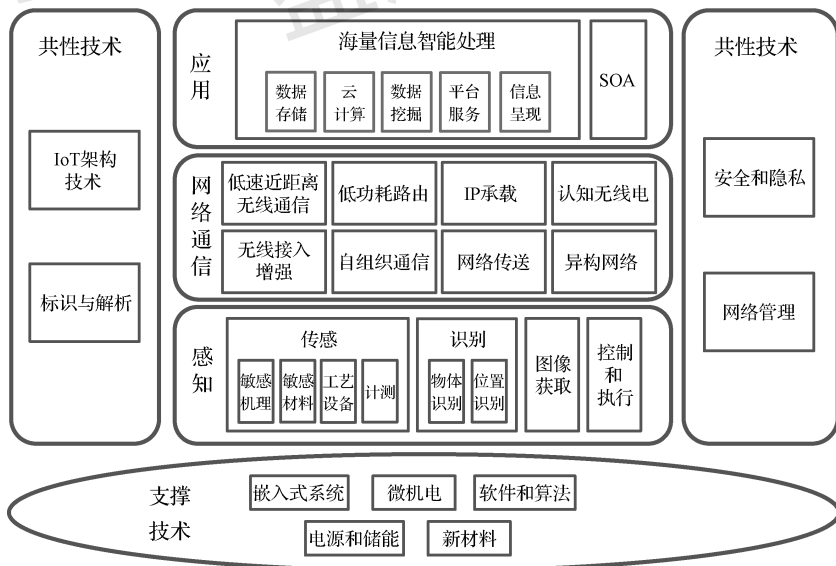 共性技术
IoT架构
技术
标识与解析
应
用
海量信息智能处理
数据
存储
云
计算
数据
挖掘
平台
服务
信息
呈现
SOA
网
络
通
信
低速近距离
无线通信
低功耗路由
IP承载
认知无线电
无线接入
增强
自组织通信
网络传送
异构网络
感
知
传感
敏感
机理
敏感
材料
工艺
设备
计测
识别
物体
识别
位置
识别
图像
获取
控制
和
执行
共性技术
安全和隐私
网络管理
支撑
技术
嵌入式系统
微机电
软件和算法
电源和储能
新材料